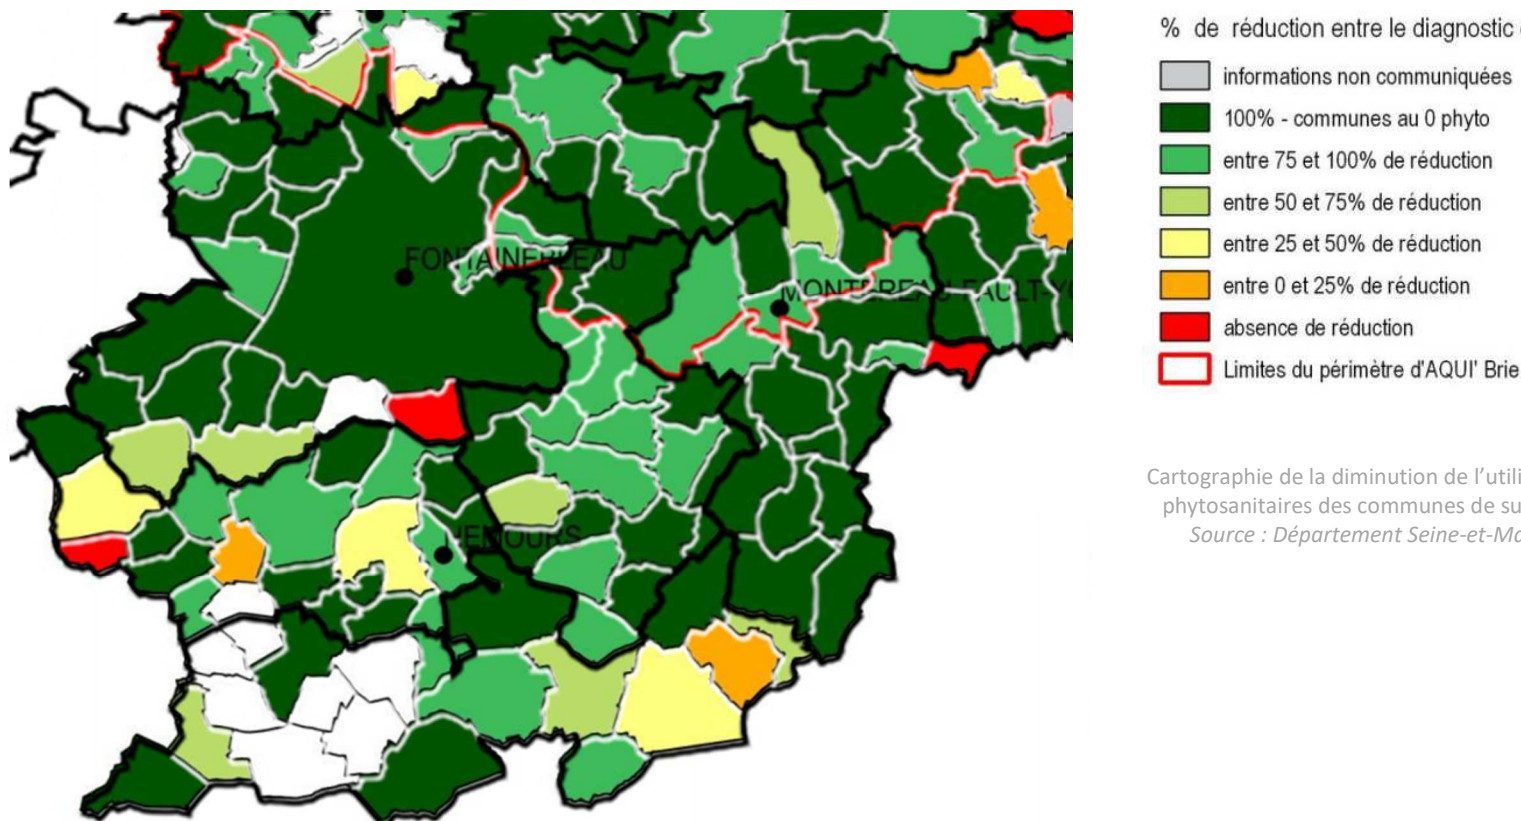 % de réduction entre le diagnostic
informations non communiquées
100% - communes au 0 phyto
entre 75 et 100% de réduction
entre 50 et 75% de réduction
entre 25 et 50% de réduction
entre 0 et 25% de réduction
absence de réduction
Limites du périmètre d'AQUI' Brie
FONTAINEBLEAU
MONTEREAU-FAULT-Y
NEMOURS
Cartographie de la diminution de l’utili
phytosanitaires des communes de su
Source : Département Seine-et-Ma